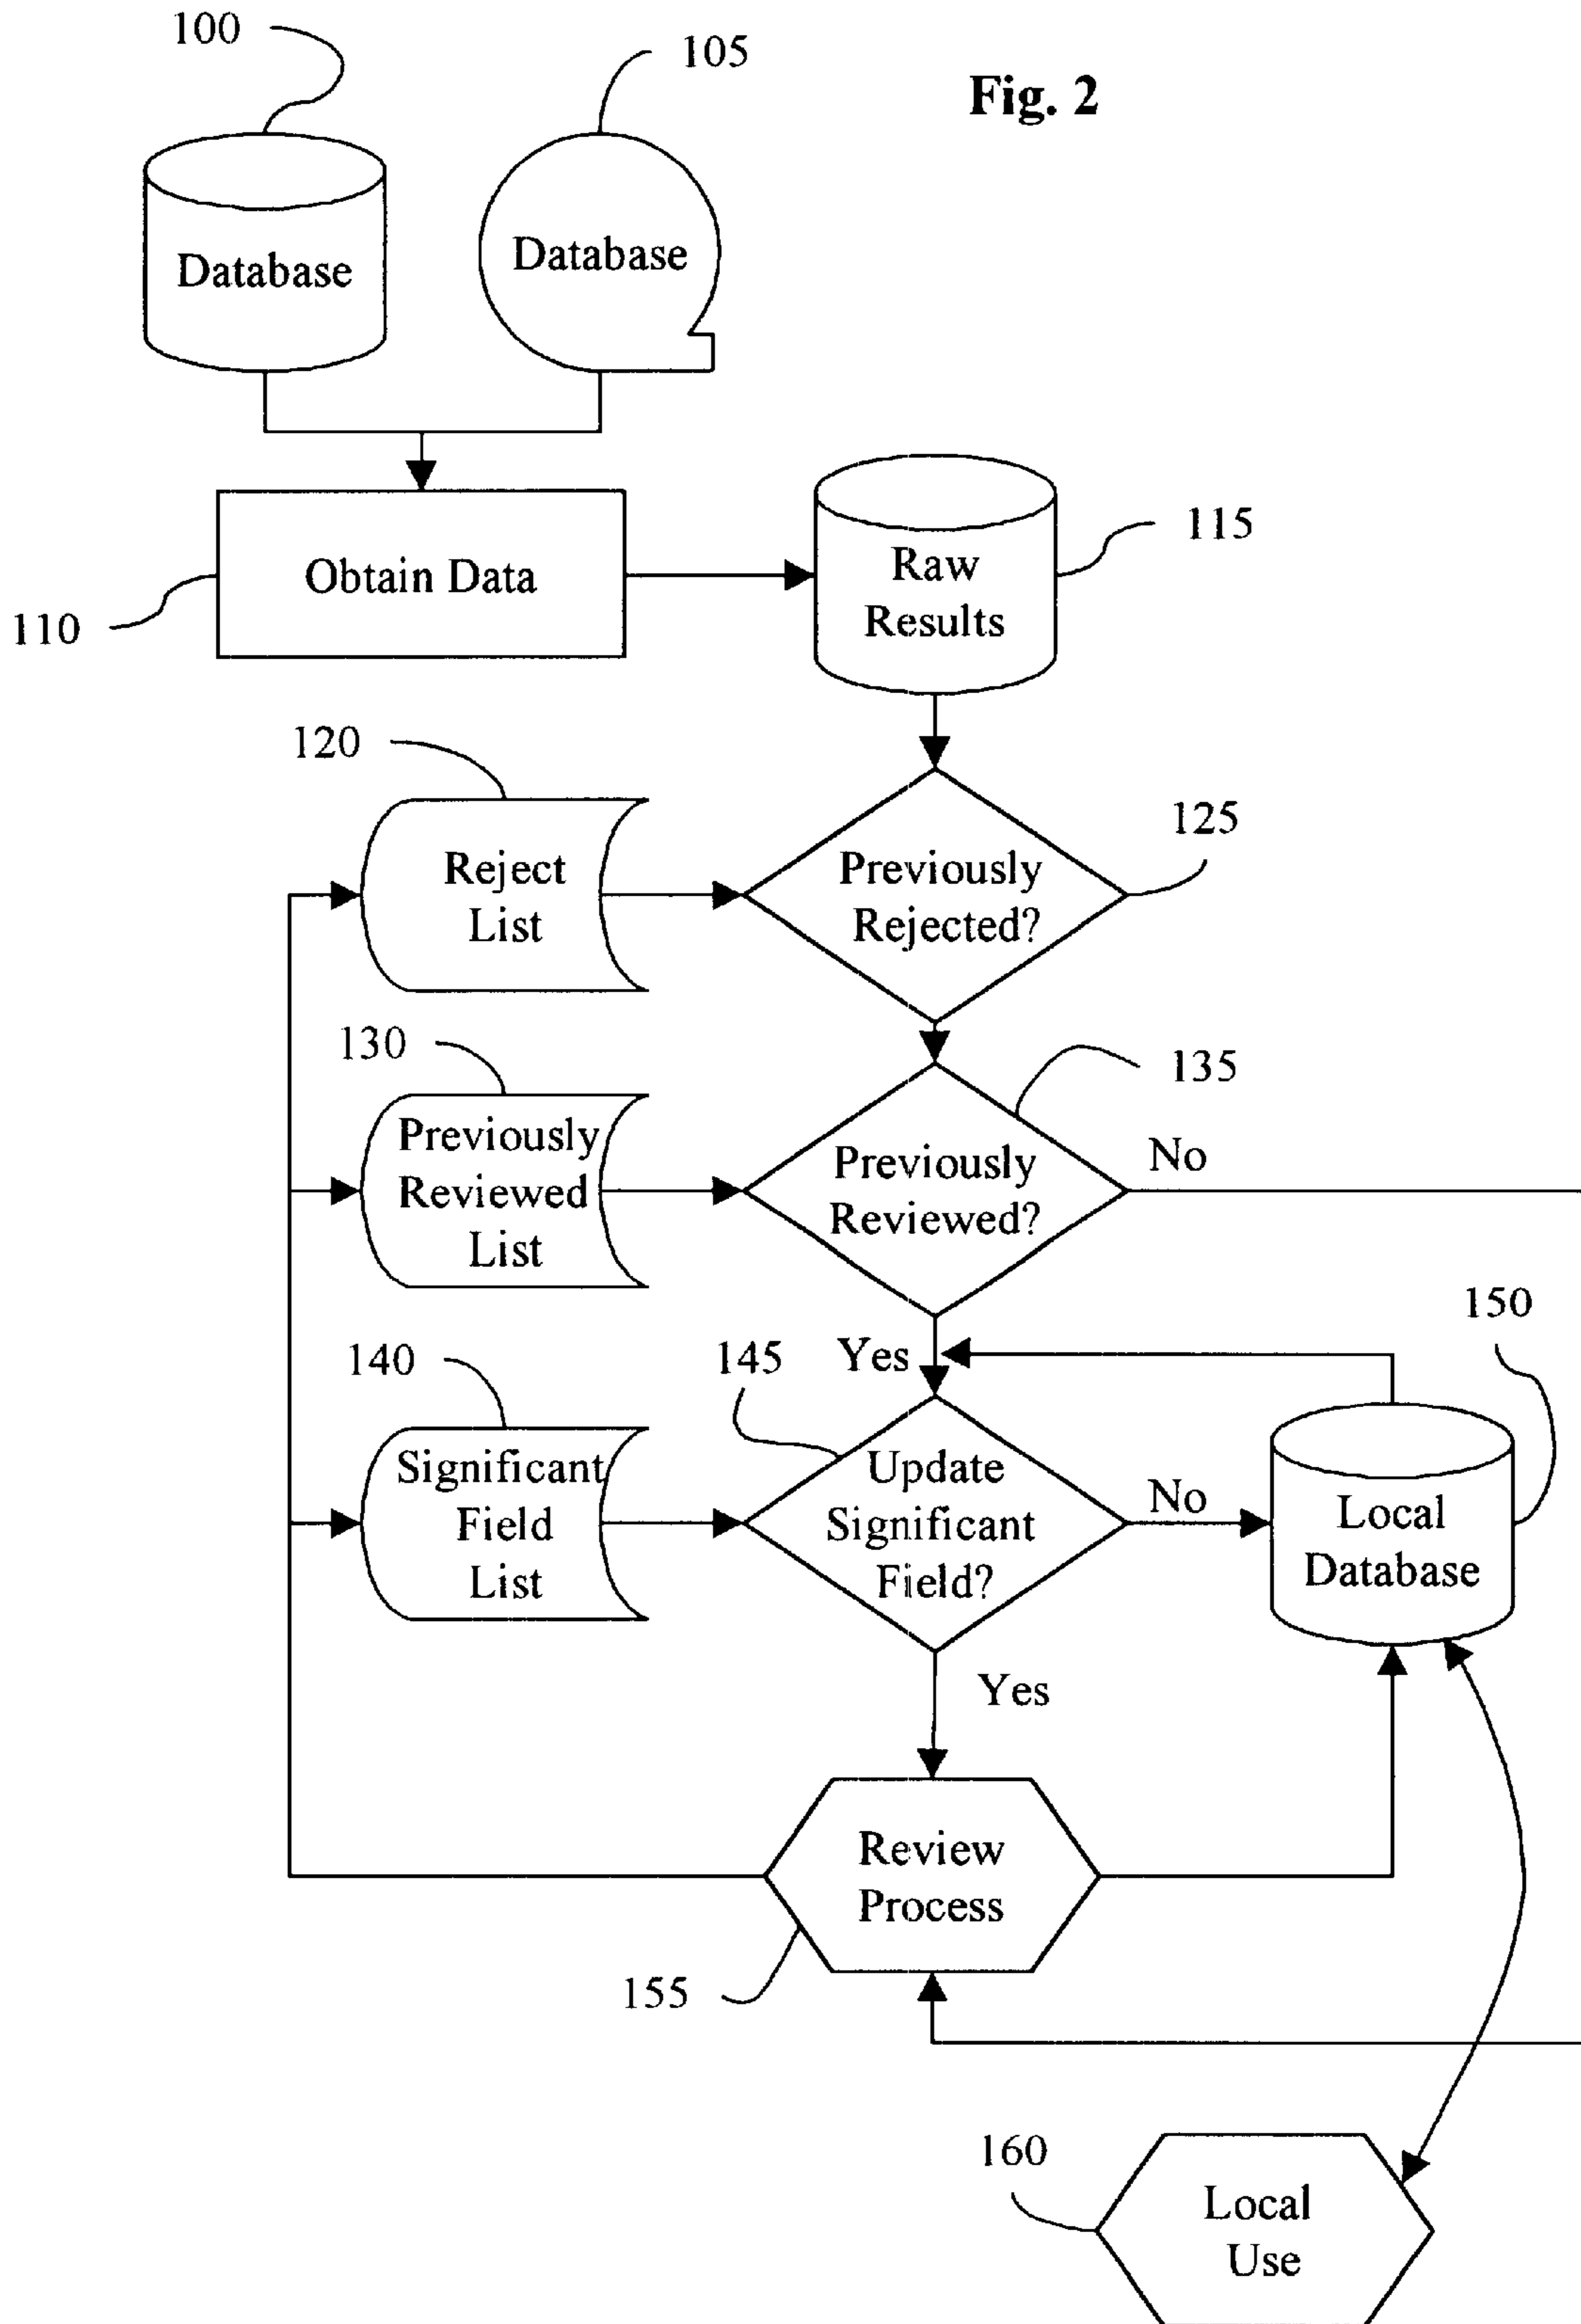 100
105
Fig. 2
Database
Database
115
Obtain Data
Raw
Results
110
120
125
Reject
List
Previously
Rejected?
130
135
Previously
Reviewed
List
Previously
Reviewed?
No
150
140
145
Yes
Significant
Field
List
Update
Significant
Field?
No
Local
Database
Yes
Review
Process
155
160
Local
Use